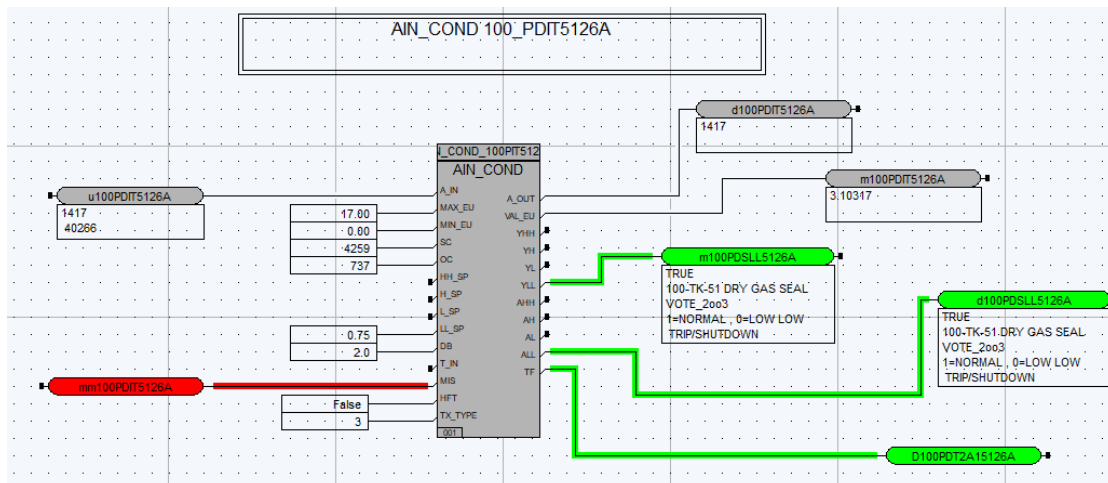 AIN_COND 100_PDIT5126A
d100PDIT5126A
1417
N_COND_100PIT512
AIN_COND
m100PDIT5126A
3.10317
u100PDIT5126A
1417
40266
A_IN
MAX_EU
MIN_EU
SC
OC
HH_SP
H_SP
L_SP
LL_SP
DB
T_IN
MIS
HFT
TX_TYPE
001
17.00
0.00
4259
737
0.75
2.0
False
3
A_OUT
VAL_EU
YHH
YH
YL
YLL
AHH
AH
AL
ALL
TF
m100PDSLL5126A
TRUE
100-TK-51 DRY GAS SEAL
VOTE_2oo3
1=NORMAL , 0=LOW LOW
TRIP/SHUTDOWN
d100PDSLL5126A
TRUE
100-TK-51 DRY GAS SEAL
VOTE_2oo3
1=NORMAL , 0=LOW LOW
TRIP/SHUTDOWN
mm100PDIT5126A
D100PDT2A15126A